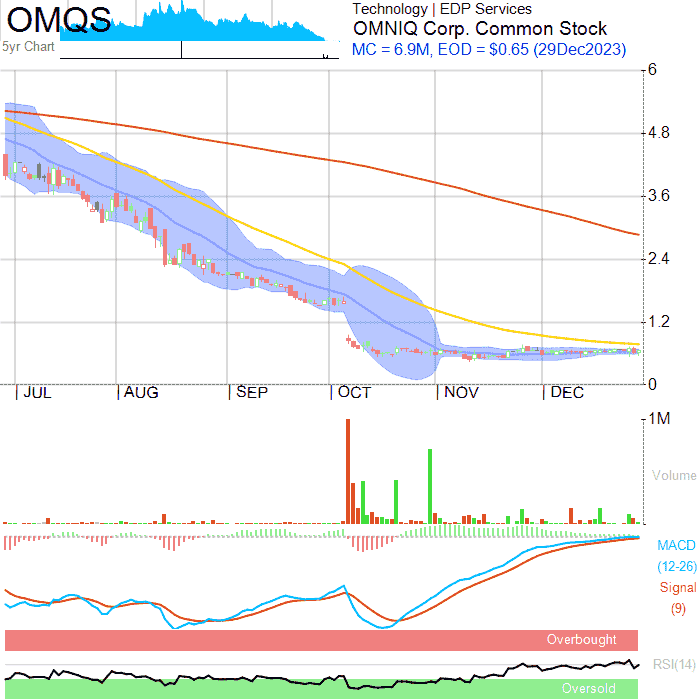 OMQS
5yr Chart
Technology | EDP Services
OMNIQ Corp. Common Stock
MC = 6.9M, EOD = $0.65 (29Dec2023)
6
4.8
3.6
2.4
1.2
0
JUL AUG SEP OCT NOV DEC
1M
Volume
MACD
(12-26)
Signal
(9)
Overbought
RSI(14)
Oversold